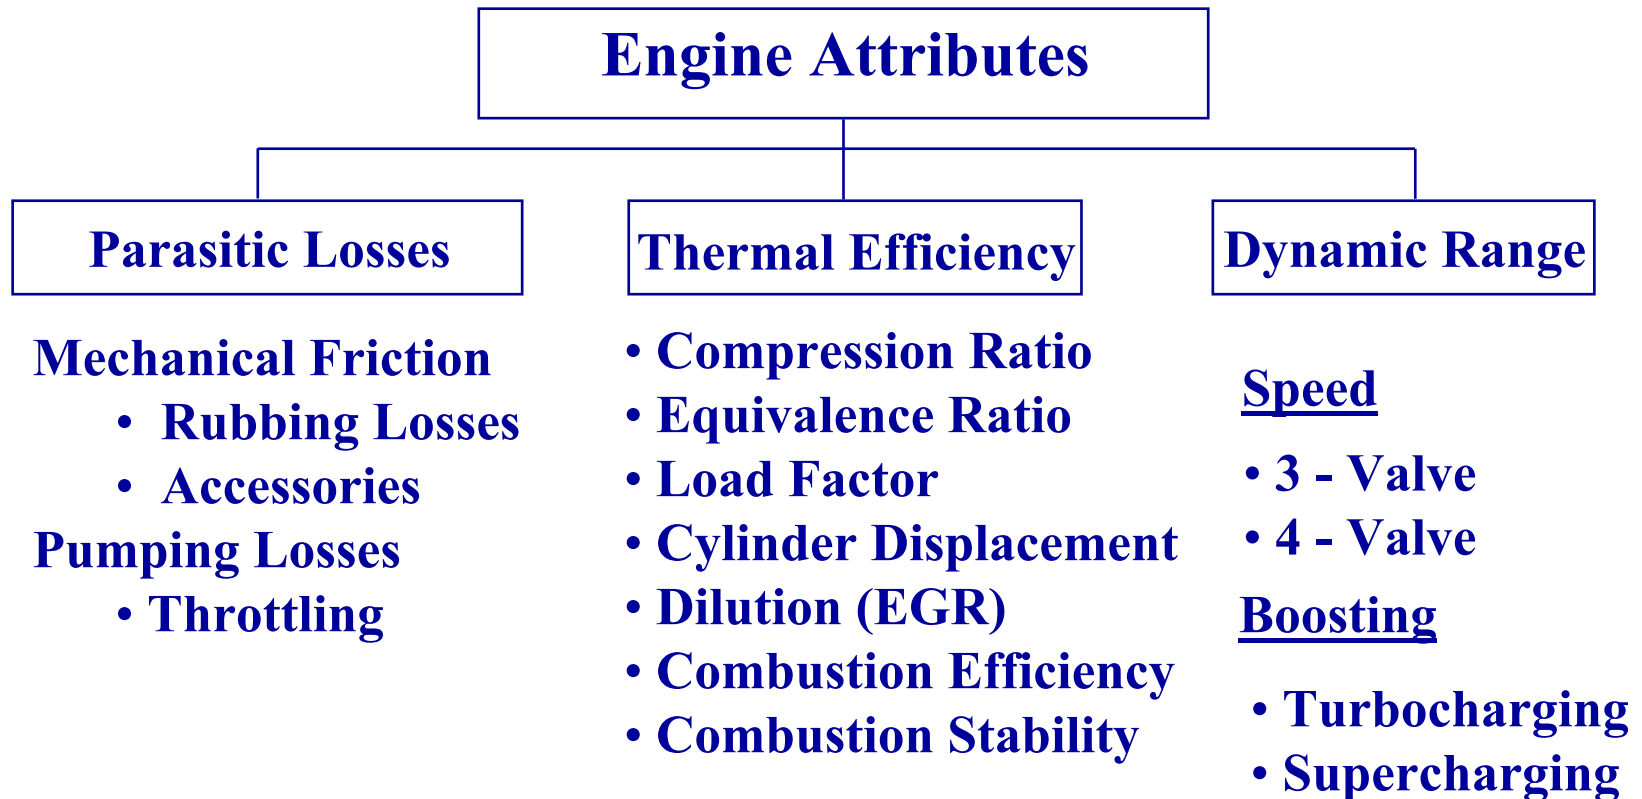 Engine Attributes
Parasitic Losses
Mechanical Friction
• Rubbing Losses
• Accessories
Pumping Losses
• Throttling
Thermal Efficiency
• Compression Ratio
• Equivalence Ratio
• Load Factor
• Cylinder Displacement
• Dilution (EGR)
• Combustion Efficiency
• Combustion Stability
Dynamic Range
Speed
• 3 - Valve
• 4 - Valve
Boosting
• Turbocharging
• Supercharging